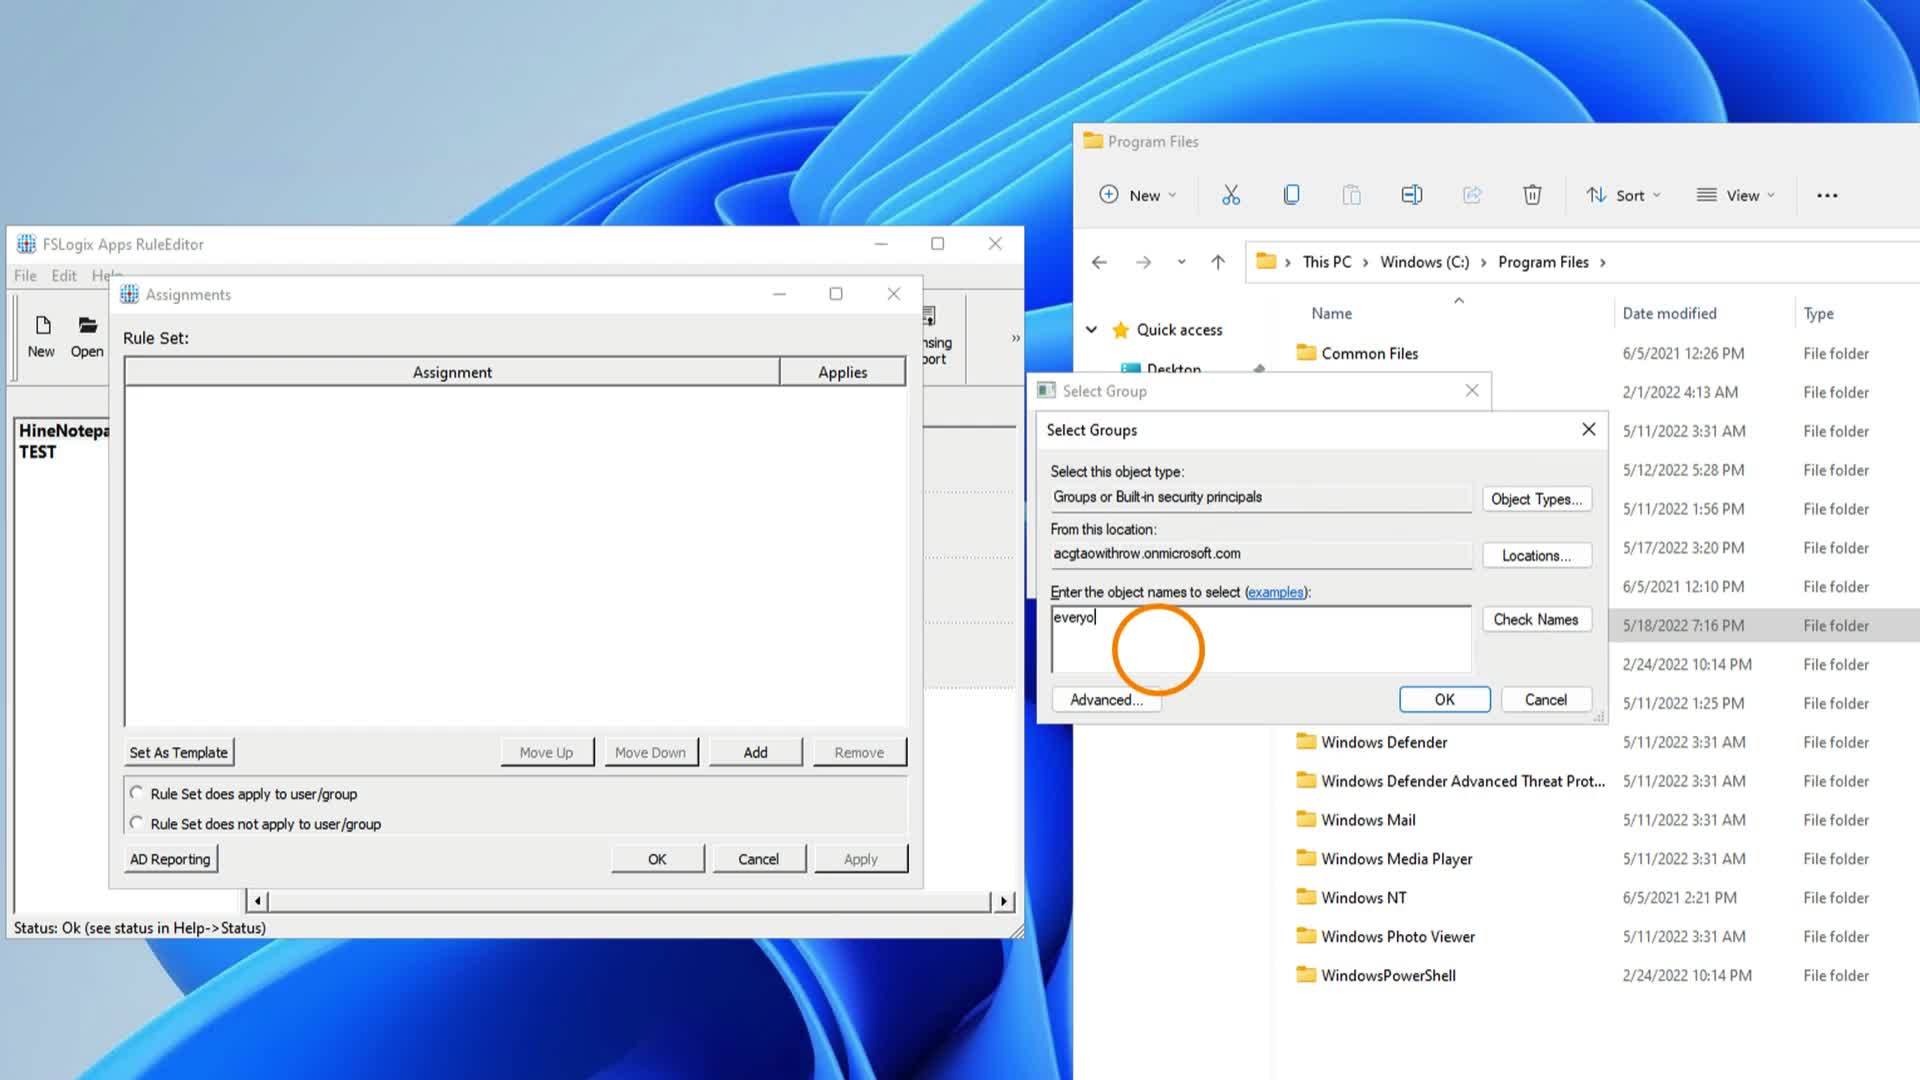 Program Files
New
Sort
View
This PC
Windows (C:)
Program Files
Name
Date modified
Type
Quick access
Desktop
Common Files
6/5/2021 12:26 PM
File folder
2/1/2022 4:13 AM
File folder
5/11/2022 3:31 AM
File folder
5/12/2022 5:28 PM
File folder
5/11/2022 1:56 PM
File folder
5/17/2022 3:20 PM
File folder
6/5/2021 12:10 PM
File folder
5/18/2022 7:16 PM
File folder
2/24/2022 10:14 PM
File folder
5/11/2022 1:25 PM
File folder
Windows Defender
5/11/2022 3:31 AM
File folder
Windows Defender Advanced Threat Prot...
5/11/2022 3:31 AM
File folder
Windows Mail
5/11/2022 3:31 AM
File folder
Windows Media Player
5/11/2022 3:31 AM
File folder
Windows NT
6/5/2021 2:21 PM
File folder
Windows Photo Viewer
5/11/2022 3:31 AM
File folder
WindowsPowerShell
2/24/2022 10:14 PM
File folder
FSLogix Apps RuleEditor
File Edit Help
New
Open
HineNotepa
TEST
Assignments
Rule Set:
Assignment
Applies
Set As Template
Move Up
Move Down
Add
Remove
Rule Set does apply to user/group
Rule Set does not apply to user/group
AD Reporting
OK
Cancel
Apply
Status: Ok (see status in Help->Status)
Select Group
Select Groups
Select this object type:
Groups or Built-in security principals
Object Types...
From this location:
acgtaowithrow.onmicrosoft.com
Locations...
Enter the object names to select (examples):
everyo
Check Names
Advanced...
OK
Cancel